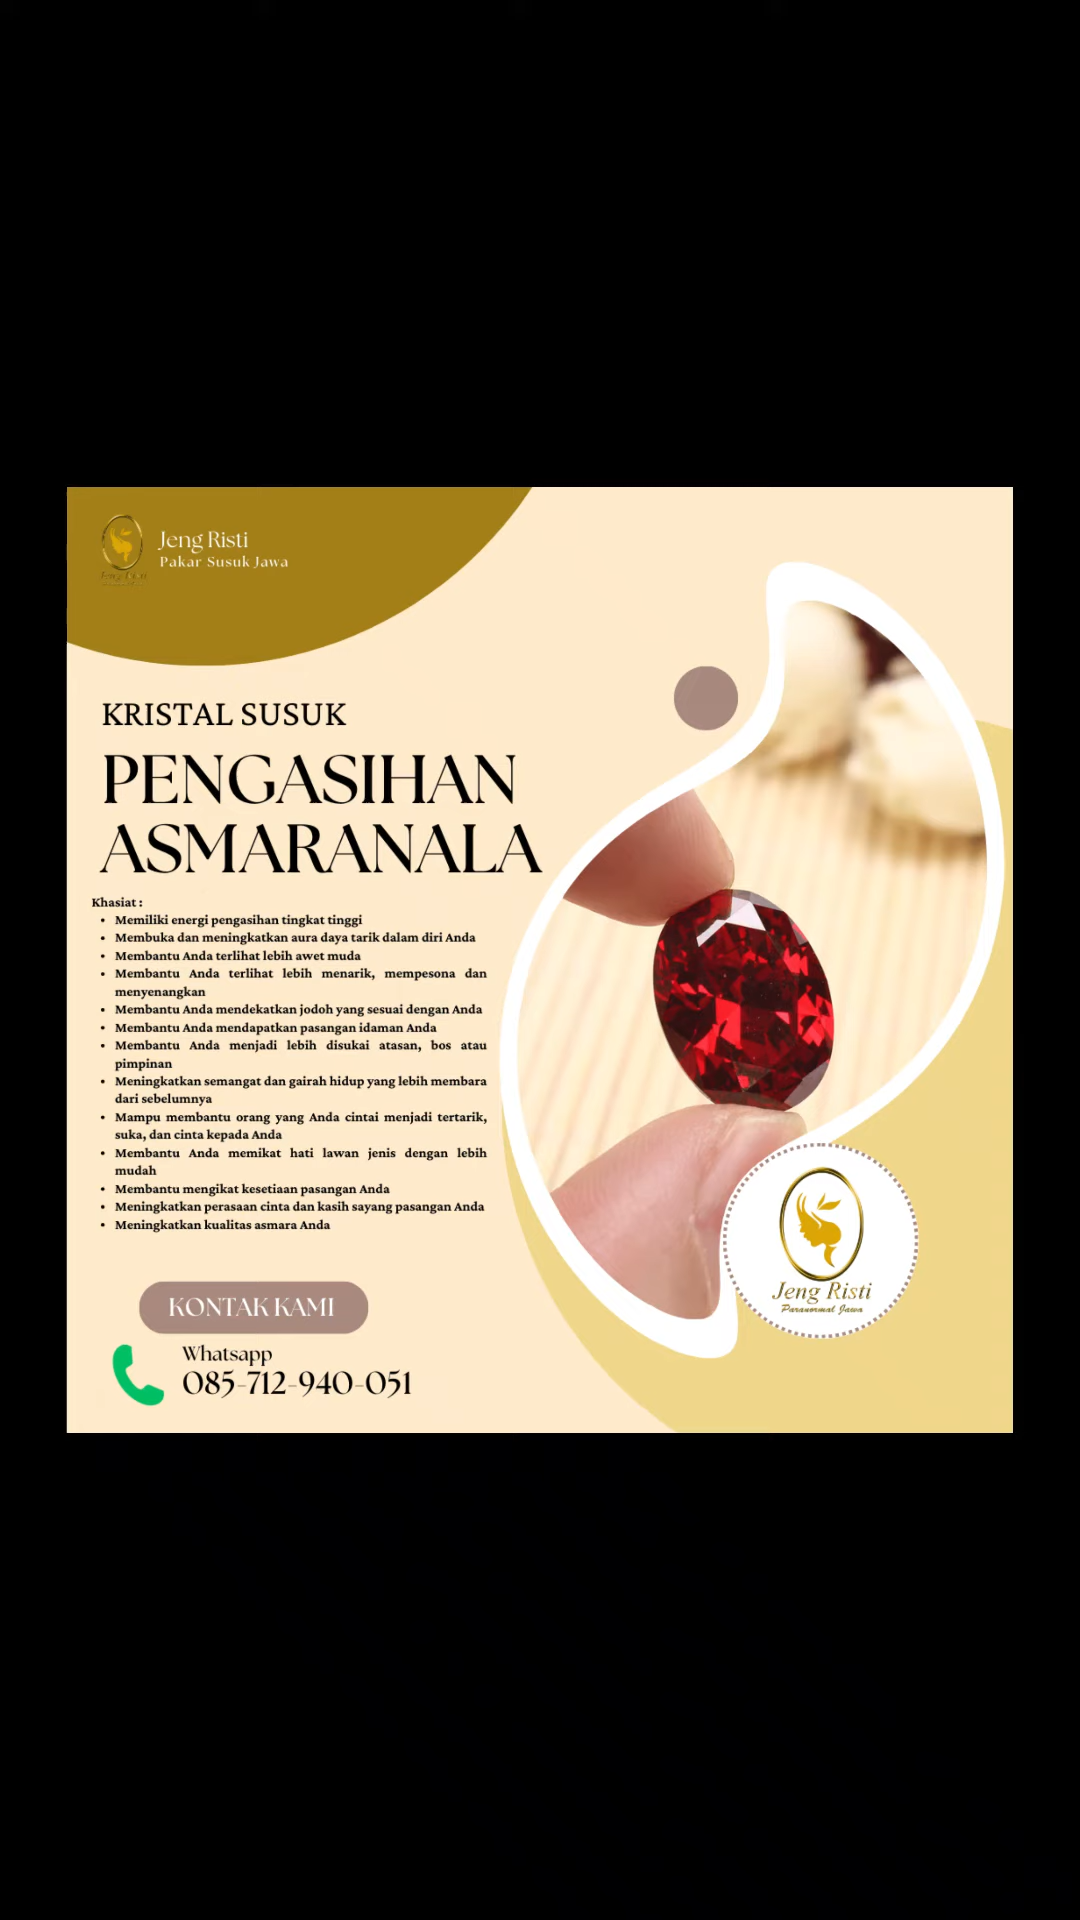 Jeng Risti
Pakar Susuk Jawa
KRISTAL SUSUK
PENGASIHAN
ASMARANALA
Khasiat :
• Memiliki energi pengasihan tingkat tinggi
• Membuka dan meningkatkan aura daya tarik dalam diri Anda
• Membantu Anda terlihat lebih awet muda
• Membantu Anda terlihat lebih menarik, mempesona dan
menyenangkan
• Membantu Anda mendekatkan jodoh yang sesuai dengan Anda
• Membantu Anda mendapatkan pasangan idaman Anda
• Membantu Anda menjadi lebih disukai atasan, bos atau
pimpinan
• Meningkatkan semangat dan gairah hidup yang lebih membara
dari sebelumnya
• Mampu membantu orang yang Anda cintai menjadi tertarik,
suka, dan cinta kepada Anda
• Membantu Anda memikat hati lawan jenis dengan lebih
mudah
• Membantu mengikat kesetiaan pasangan Anda
• Meningkatkan perasaan cinta dan kasih sayang pasangan Anda
• Meningkatkan kualitas asmara Anda
KONTAK KAMI
Whatsapp
085-712-940-051
Jeng Risti
Paranormal Jawa